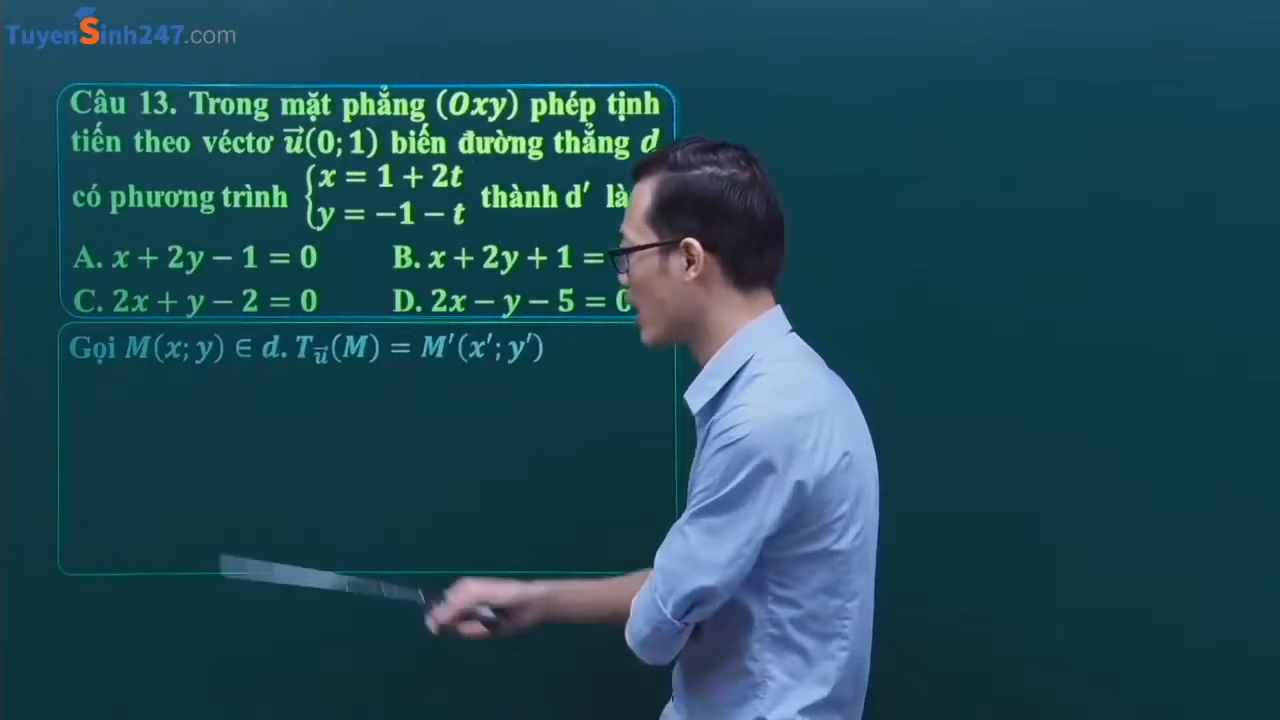 TuyenSinh247.com
Câu 13. Trong mặt phẳng (Oxy) phép tịnh
tiến theo véctơ u⃗(0; 1) biến đường thẳng d
có phương trình {x = 1 + 2t
y = −1 − t thành d′ là
A. x + 2y − 1 = 0 B. x + 2y + 1 =
C. 2x + y − 2 = 0 D. 2x − y − 5 = 0
Gọi M(x; y) ∈ d. T_u⃗(M) = M′(x′; y′)